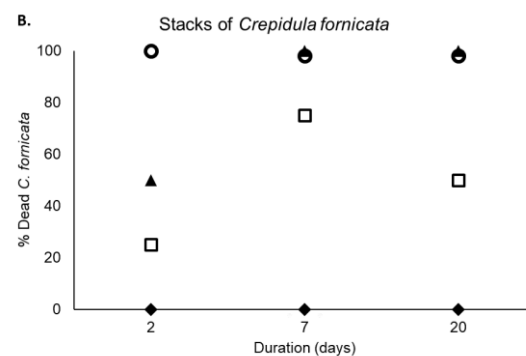 B.
Stacks of Crepidula fornicata
100
80
60
40
20
0
% Dead C. fornicata
2 7 20
Duration (days)